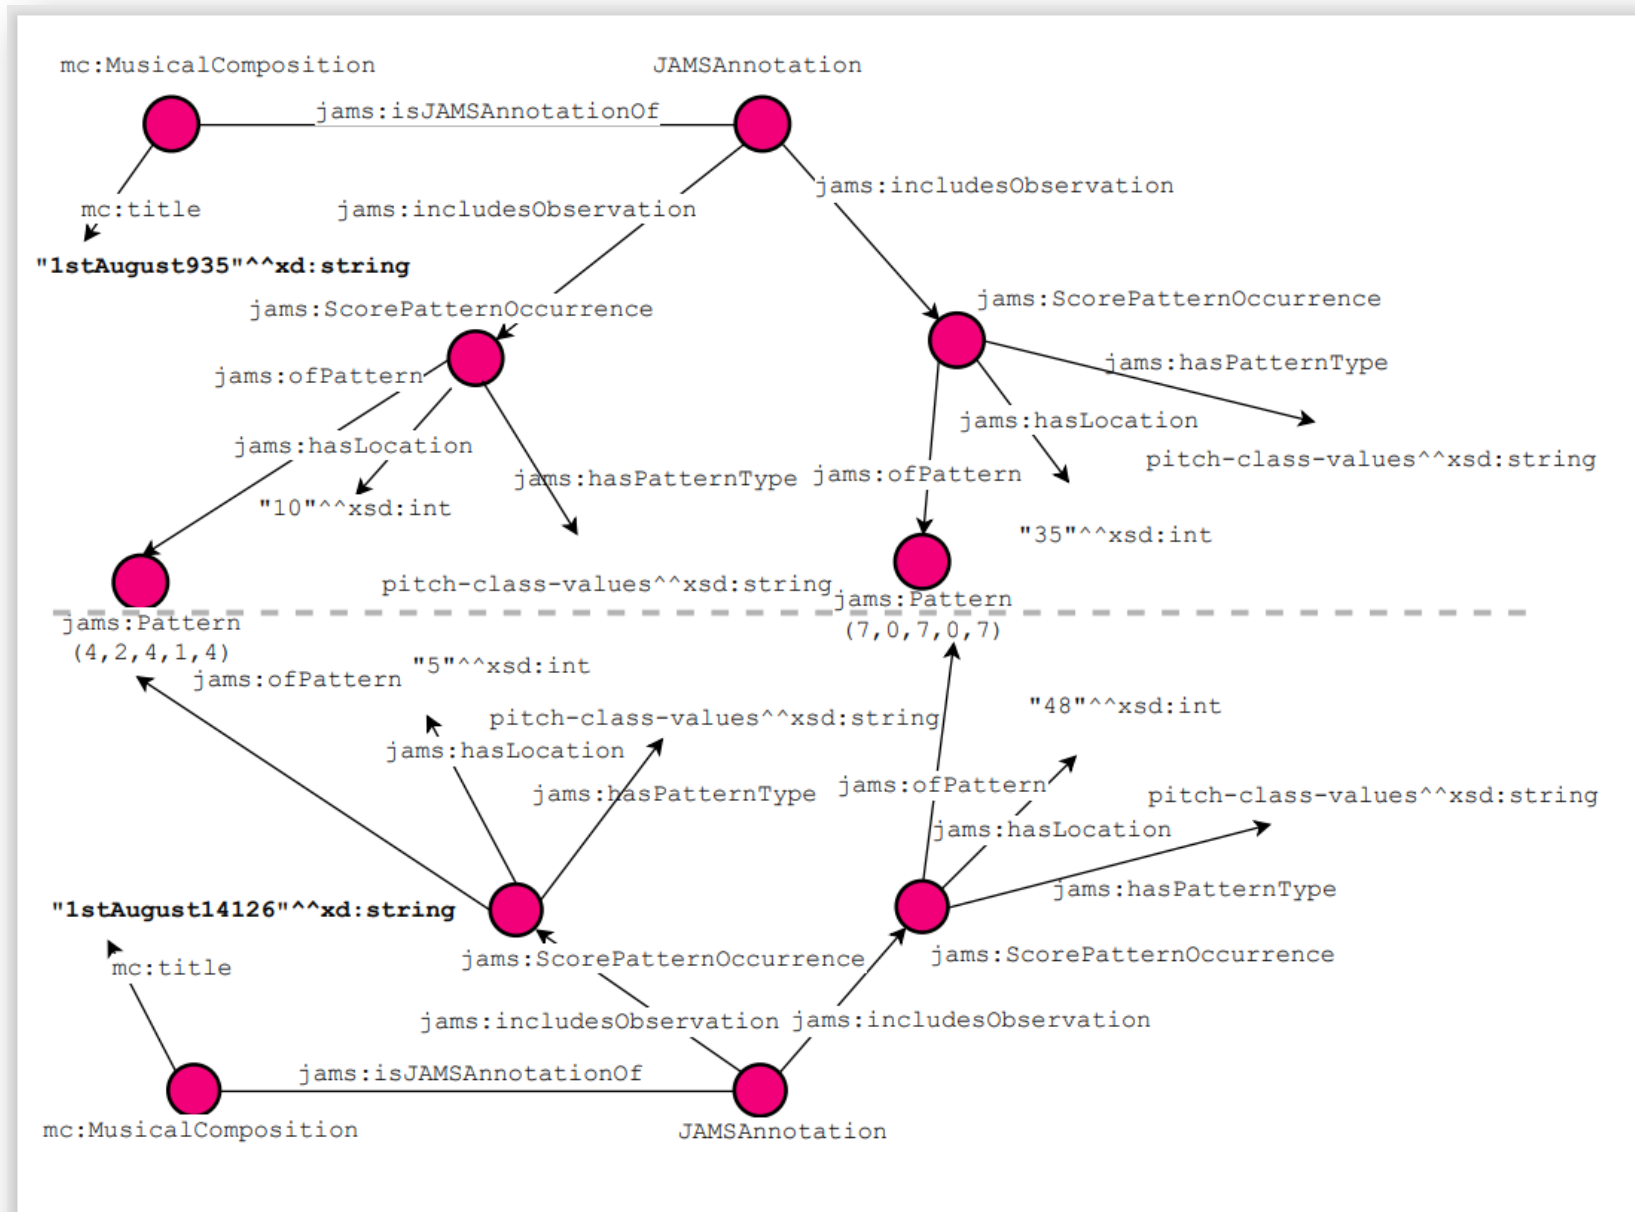 mc:MusicalComposition
JAMSAnnotation
jams:isJAMSAnnotationOf
jams:includesObservation
mc:title
jams:includesObservation
"1stAugust935"^^xd:string
jams:ScorePatternOccurrence
jams:ScorePatternOccurrence
jams:hasPatternType
jams:ofPattern
jams:hasLocation
jams:hasLocation
pitch-class-values^^xsd:string
jams:hasPatternType
jams:ofPattern
"10"^^xsd:int
"35"^^xsd:int
pitch-class-values^^xsd:string
jams:Pattern
(7,0,7,0,7)
jams:Pattern
(4,2,4,1,4)
"5"^^xsd:int
jams:ofPattern
"48"^^xsd:int
pitch-class-values^^xsd:string
jams:hasLocation
jams:ofPattern
jams:hasPatternType
pitch-class-values^^xsd:string
jams:hasLocation
jams:hasPatternType
"1stAugust14126"^^xd:string
jams:ScorePatternOccurrence
jams:ScorePatternOccurrence
mc:title
jams:includesObservation
jams:includesObservation
jams:isJAMSAnnotationOf
mc:MusicalComposition
JAMSAnnotation